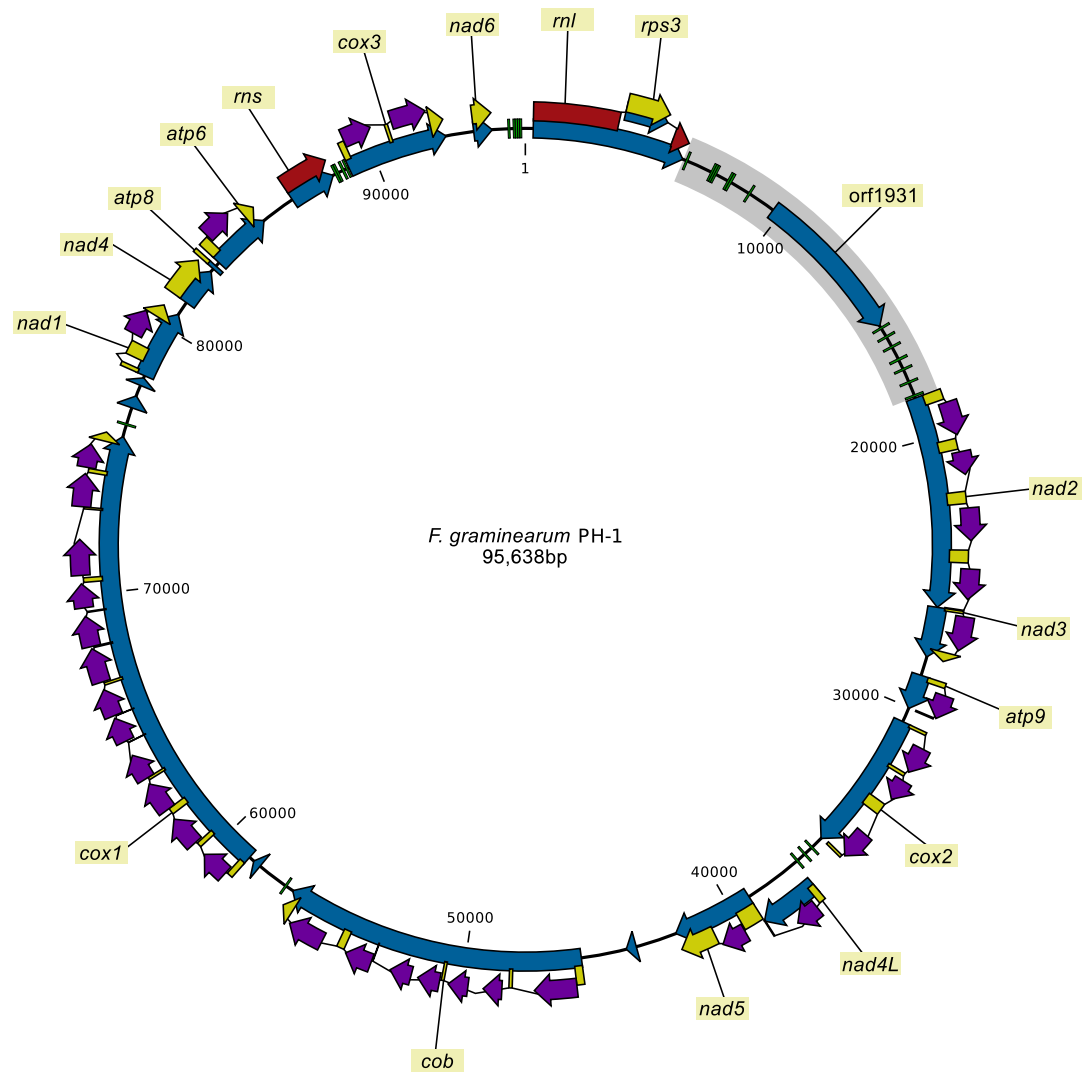 nad6
rnl
rps3
cox3
rns
atp6
atp8
nad4
nad1
1
90000
80000
10000
orf1931
20000
nad2
F. graminearum PH-1
95,638bp
70000
nad3
30000
atp9
60000
cox1
cox2
40000
50000
nad4L
nad5
cob